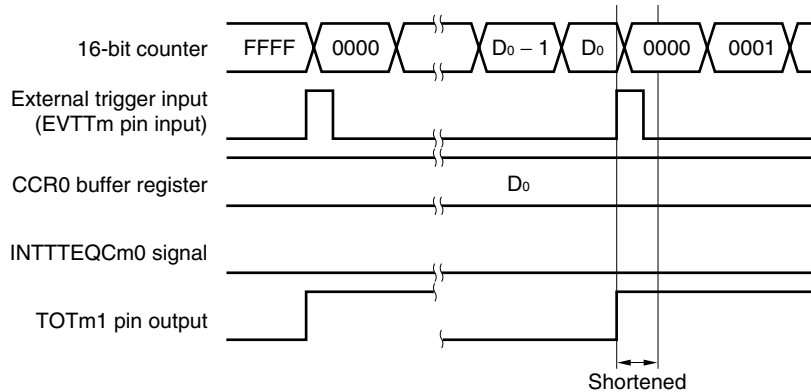 16-bit counter FFFF 0000 D₀ − 1 D₀ 0000 0001
External trigger input
(EVTTm pin input)
CCR0 buffer register D₀
INTTTEQCm0 signal
TOTm1 pin output
Shortened